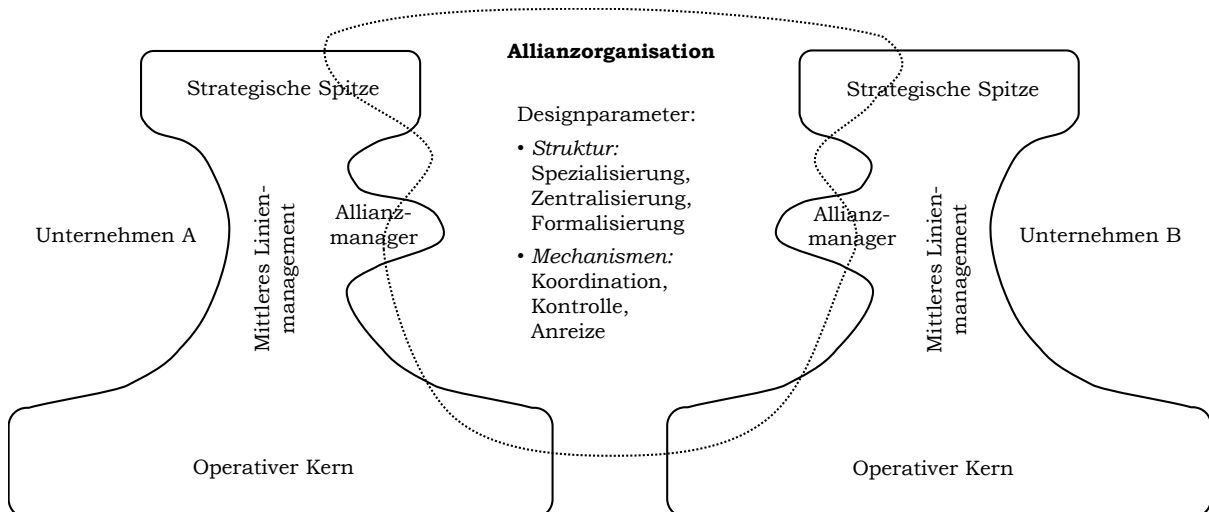 Allianzorganisation
Strategische Spitze
Strategische Spitze
Designparameter:
• Struktur:
Spezialisierung,
Zentralisierung,
Formalisierung
• Mechanismen:
Koordination,
Kontrolle,
Anreize
Unternehmen A
Mittleres Linien-
management
Allianz-
manager
Allianz-
manager
Mittleres Linien-
management
Unternehmen B
Operativer Kern
Operativer Kern